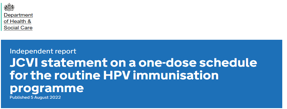 Department
of Health &
Social Care
Independent report
JCVI statement on a one-dose schedule
for the routine HPV immunisation
programme
Published 5 August 2022